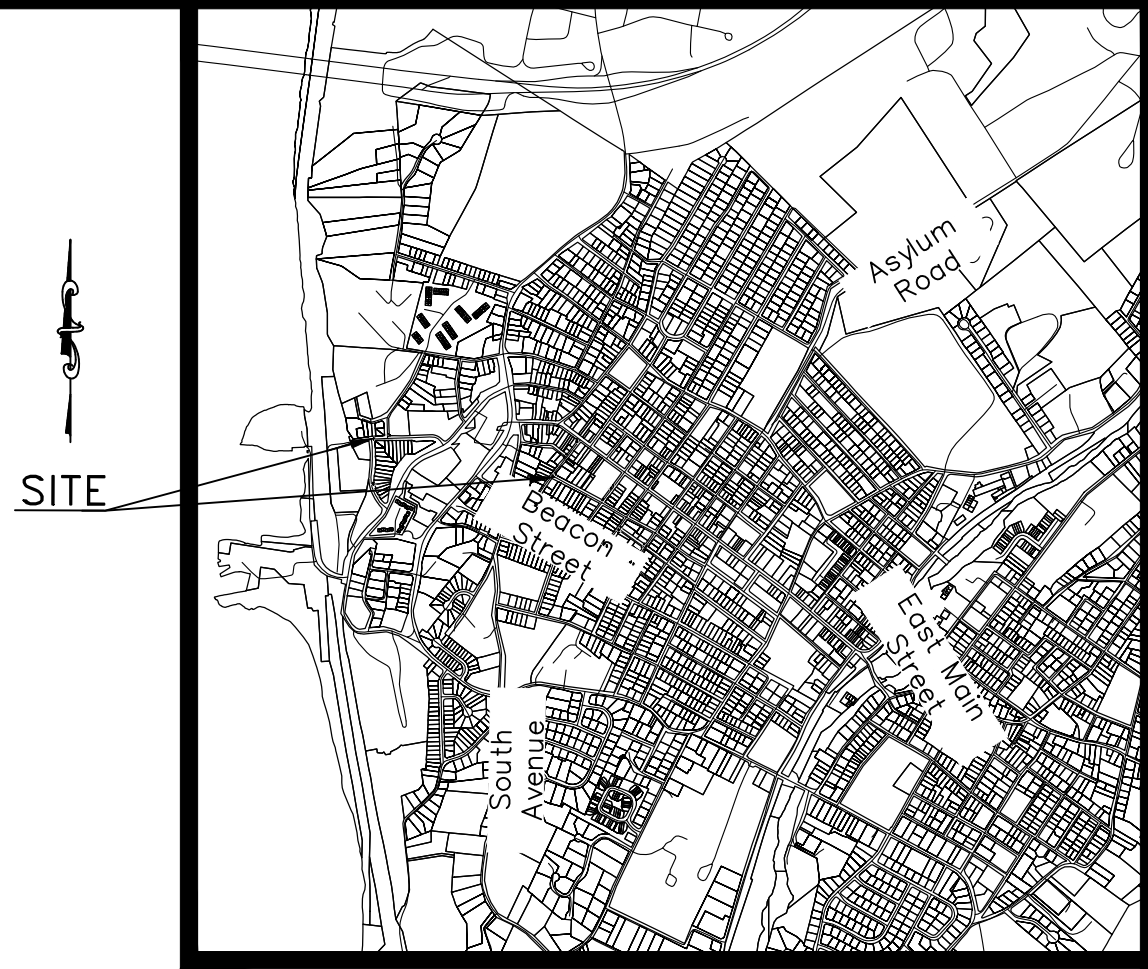 Asylum
Road
SITE
Beacon
Street
East Main
Street
South
Avenue